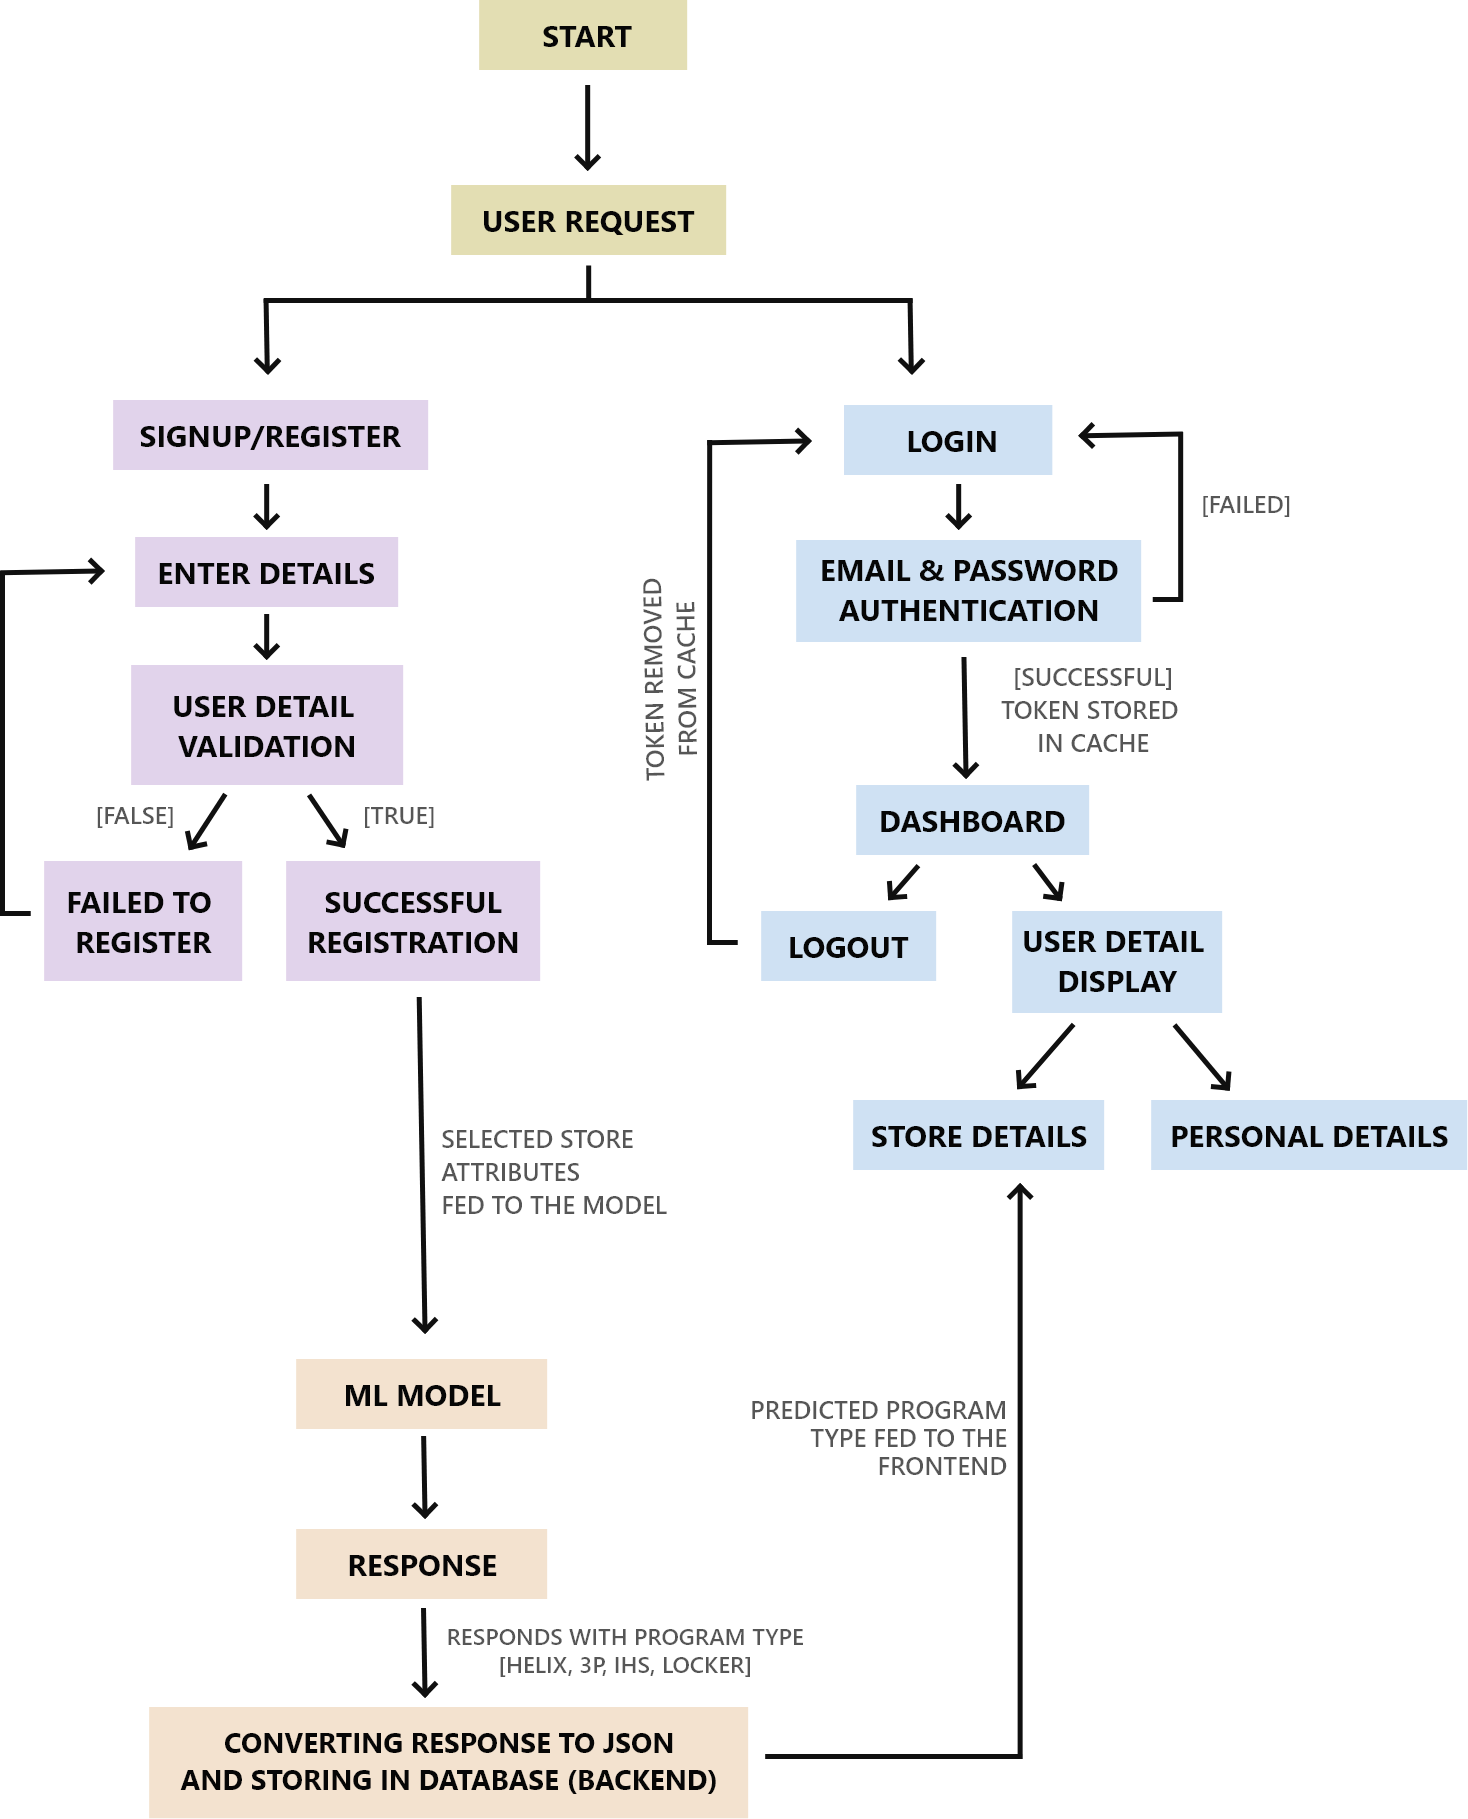 START
USER REQUEST
SIGNUP/REGISTER
ENTER DETAILS
USER DETAIL
VALIDATION
[FALSE]
[TRUE]
FAILED TO
REGISTER
SUCCESSFUL
REGISTRATION
SELECTED STORE
ATTRIBUTES
FED TO THE MODEL
ML MODEL
RESPONSE
RESPONDS WITH PROGRAM TYPE
[HELIX, 3P, IHS, LOCKER]
CONVERTING RESPONSE TO JSON
AND STORING IN DATABASE (BACKEND)
PREDICTED PROGRAM
TYPE FED TO THE
FRONTEND
LOGIN
[FAILED]
EMAIL & PASSWORD
AUTHENTICATION
[SUCCESSFUL]
TOKEN STORED
IN CACHE
DASHBOARD
LOGOUT
TOKEN REMOVED
FROM CACHE
USER DETAIL
DISPLAY
STORE DETAILS
PERSONAL DETAILS